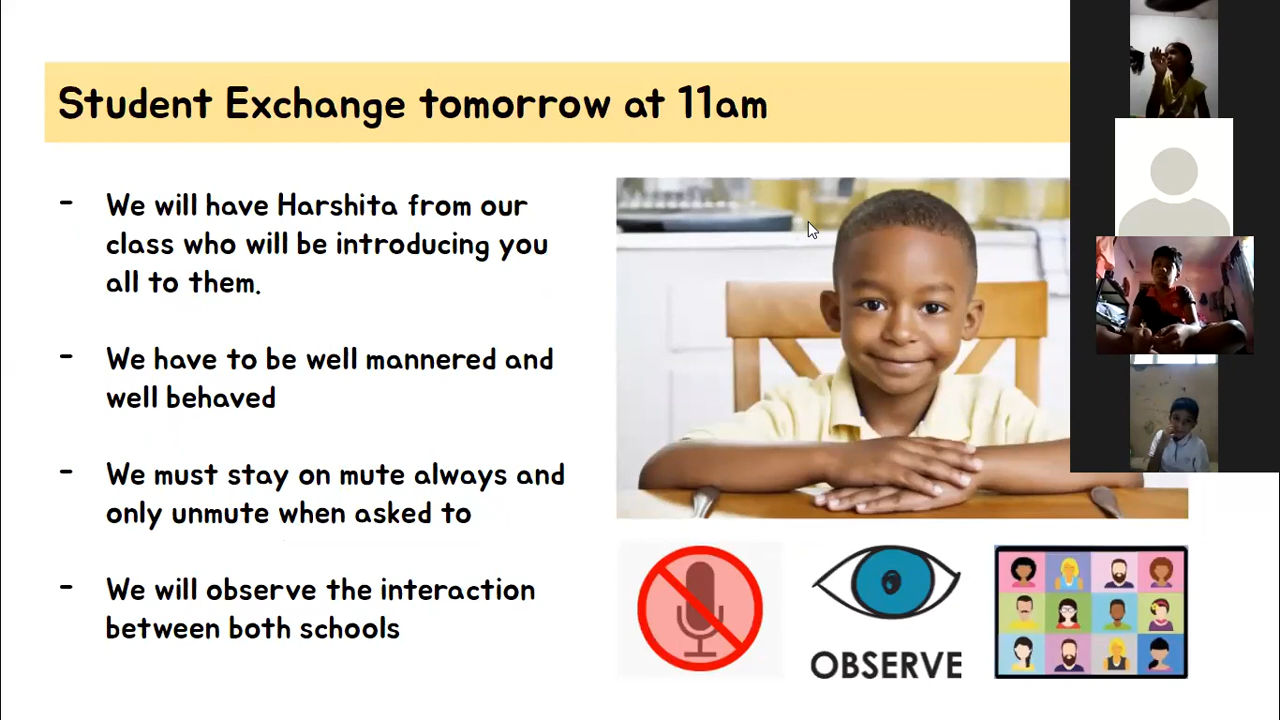 Student Exchange tomorrow at 11am
- We will have Harshita from our
class who will be introducing you
all to them.
- We have to be well mannered and
well behaved
- We must stay on mute always and
only unmute when asked to
- We will observe the interaction
between both schools
OBSERVE